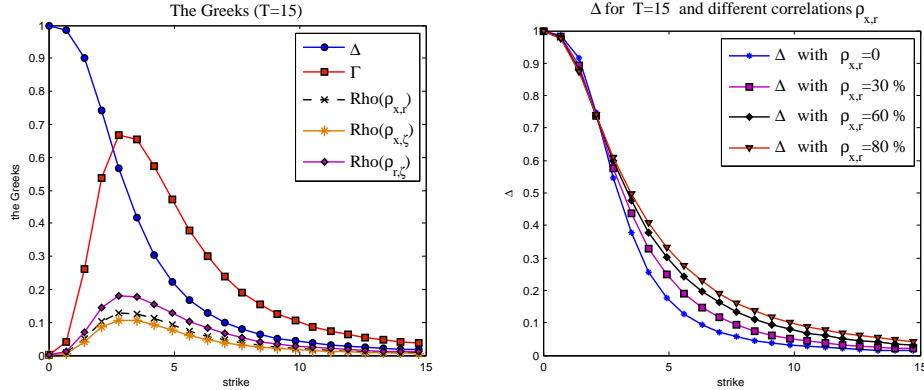 The Greeks (T=15)
Δ
Γ
Rho(ρx,r)
Rho(ρx,ζ)
Rho(ρr,ζ)
the Greeks
1
0.9
0.8
0.7
0.6
0.5
0.4
0.3
0.2
0.1
0
0
5
10
15
strike
Δ for T=15 and different correlations ρx,r
Δ with ρx,r=0
Δ with ρx,r=30 %
Δ with ρx,r=60 %
Δ with ρx,r=80 %
Δ
1
0.9
0.8
0.7
0.6
0.5
0.4
0.3
0.2
0.1
0
0
5
10
15
strike